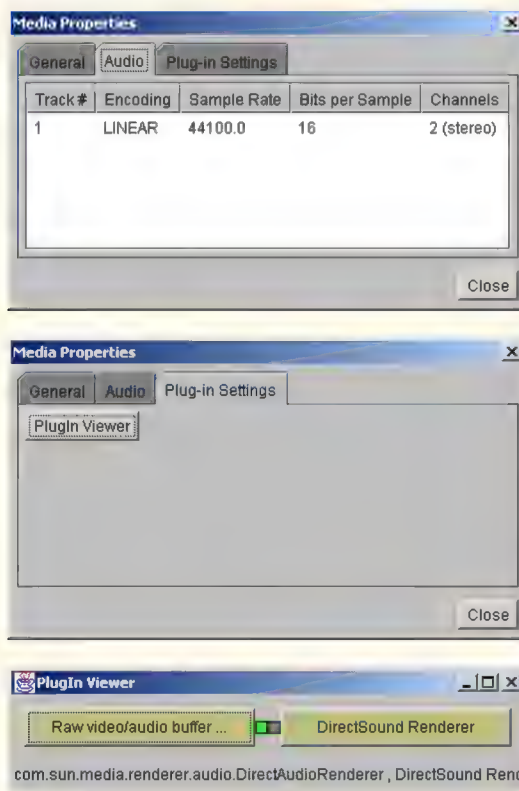 Media Properties
General Audio Plug-in Settings
Track # Encoding Sample Rate Bits per Sample Channels
1 LINEAR 44100.0 16 2 (stereo)
Close
Media Properties
General Audio Plug-in Settings
PlugIn Viewer
Close
PlugIn Viewer
Raw video/audio buffer ... DirectSound Renderer
com.sun.media.renderer.audio.DirectAudioRenderer , DirectSound Rend